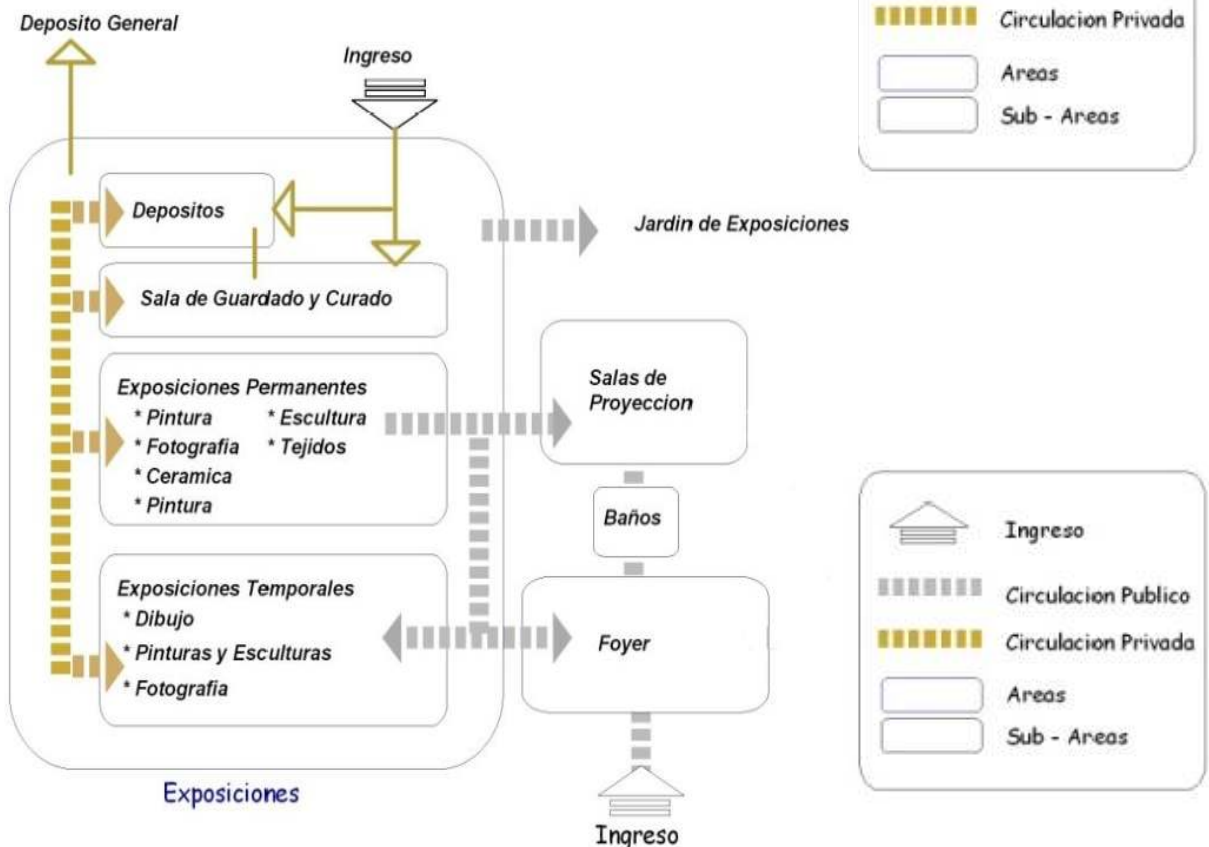 Deposito General
Ingreso
Depositos
Sala de Guardado y Curado
Exposiciones Permanentes
* Pintura * Escultura
* Fotografia * Tejidos
* Ceramica
* Pintura
Exposiciones Temporales
* Dibujo
* Pinturas y Esculturas
* Fotografia
Exposiciones
Jardin de Exposiciones
Salas de
Proyeccion
Baños
Foyer
Ingreso
Circulacion Privada
Areas
Sub - Areas
Ingreso
Circulacion Publico
Circulacion Privada
Areas
Sub - Areas